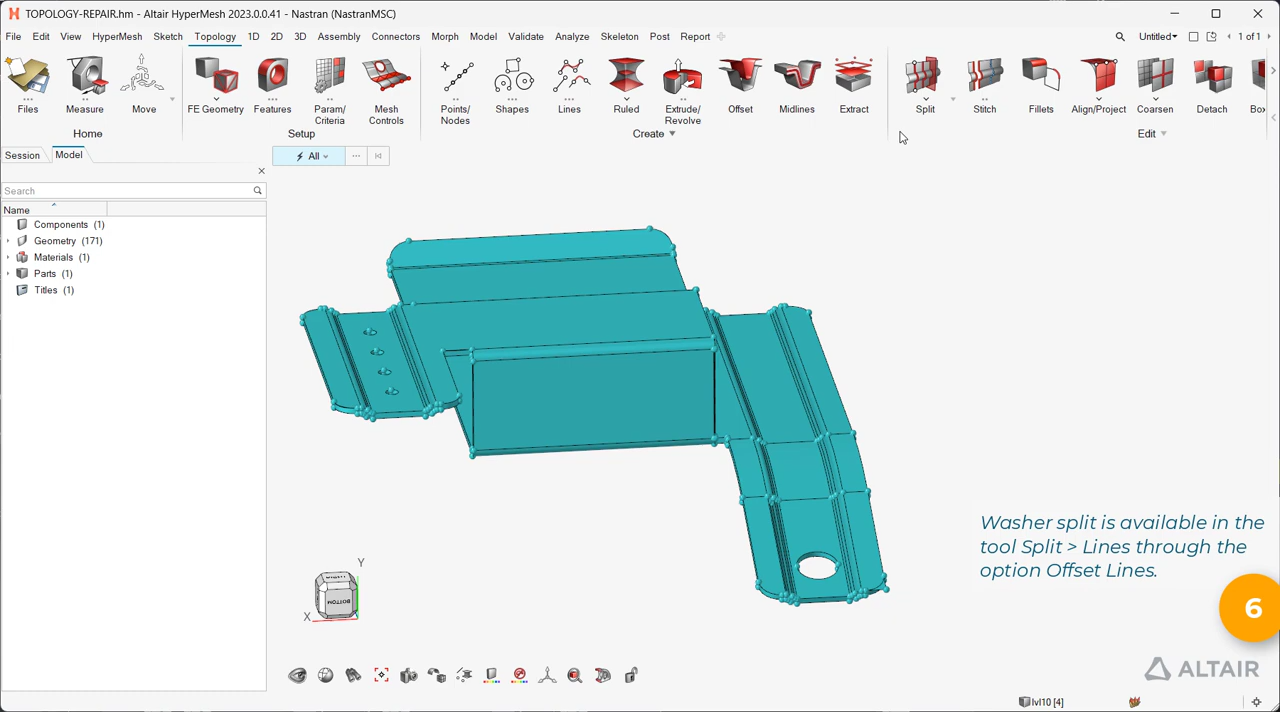 TOPOLOGY-REPAIR.hm - Altair HyperMesh 2023.0.0.41 - Nastran (NastranMSC)
File Edit View HyperMesh Sketch Topology 1D 2D 3D Assembly Connectors Morph Model Validate Analyze Skeleton Post Report Untitled 1 of 1
Files Measure Move FE Geometry Features Param/ Mesh Points/ Shapes Lines Ruled Extrude/ Offset Midlines Extract Split Stitch Fillets Align/Project Coarsen Detach Box
Criteria Controls Nodes Revolve
Home Setup Create Edit
Session Model All
Search
Name
Components (1)
Geometry (171)
Materials (1)
Parts (1)
Titles (1)
Washer split is available in the
tool Split > Lines through the
option Offset Lines.
6
Y
BOTTOM
X
ALTAIR
lvl10 [4]